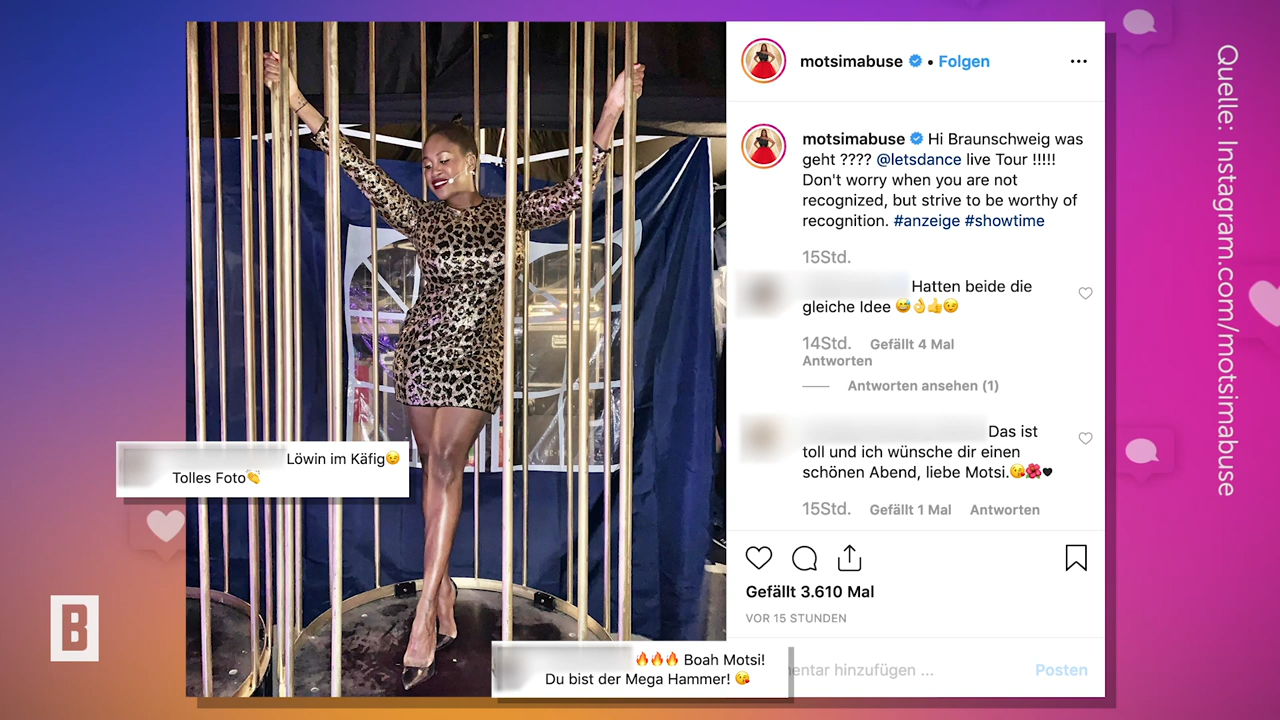 motsimabuse • Folgen
motsimabuse Hi Braunschweig was
geht ???? @letsdance live Tour !!!!!
Don't worry when you are not
recognized, but strive to be worthy of
recognition. #anzeige #showtime
15Std.
Hatten beide die
gleiche Idee 😅👌👍😉
14Std. Gefällt 4 Mal
Antworten
Antworten ansehen (1)
Das ist
toll und ich wünsche dir einen
schönen Abend, liebe Motsi.😘🌺🖤
15Std. Gefällt 1 Mal Antworten
Gefällt 3.610 Mal
VOR 15 STUNDEN
mentar hinzufügen ... Posten
Löwin im Käfig😉
Tolles Foto👏
🔥🔥🔥 Boah Motsi!
Du bist der Mega Hammer! 😘
Quelle: Instagram.com/motsimabuse
B